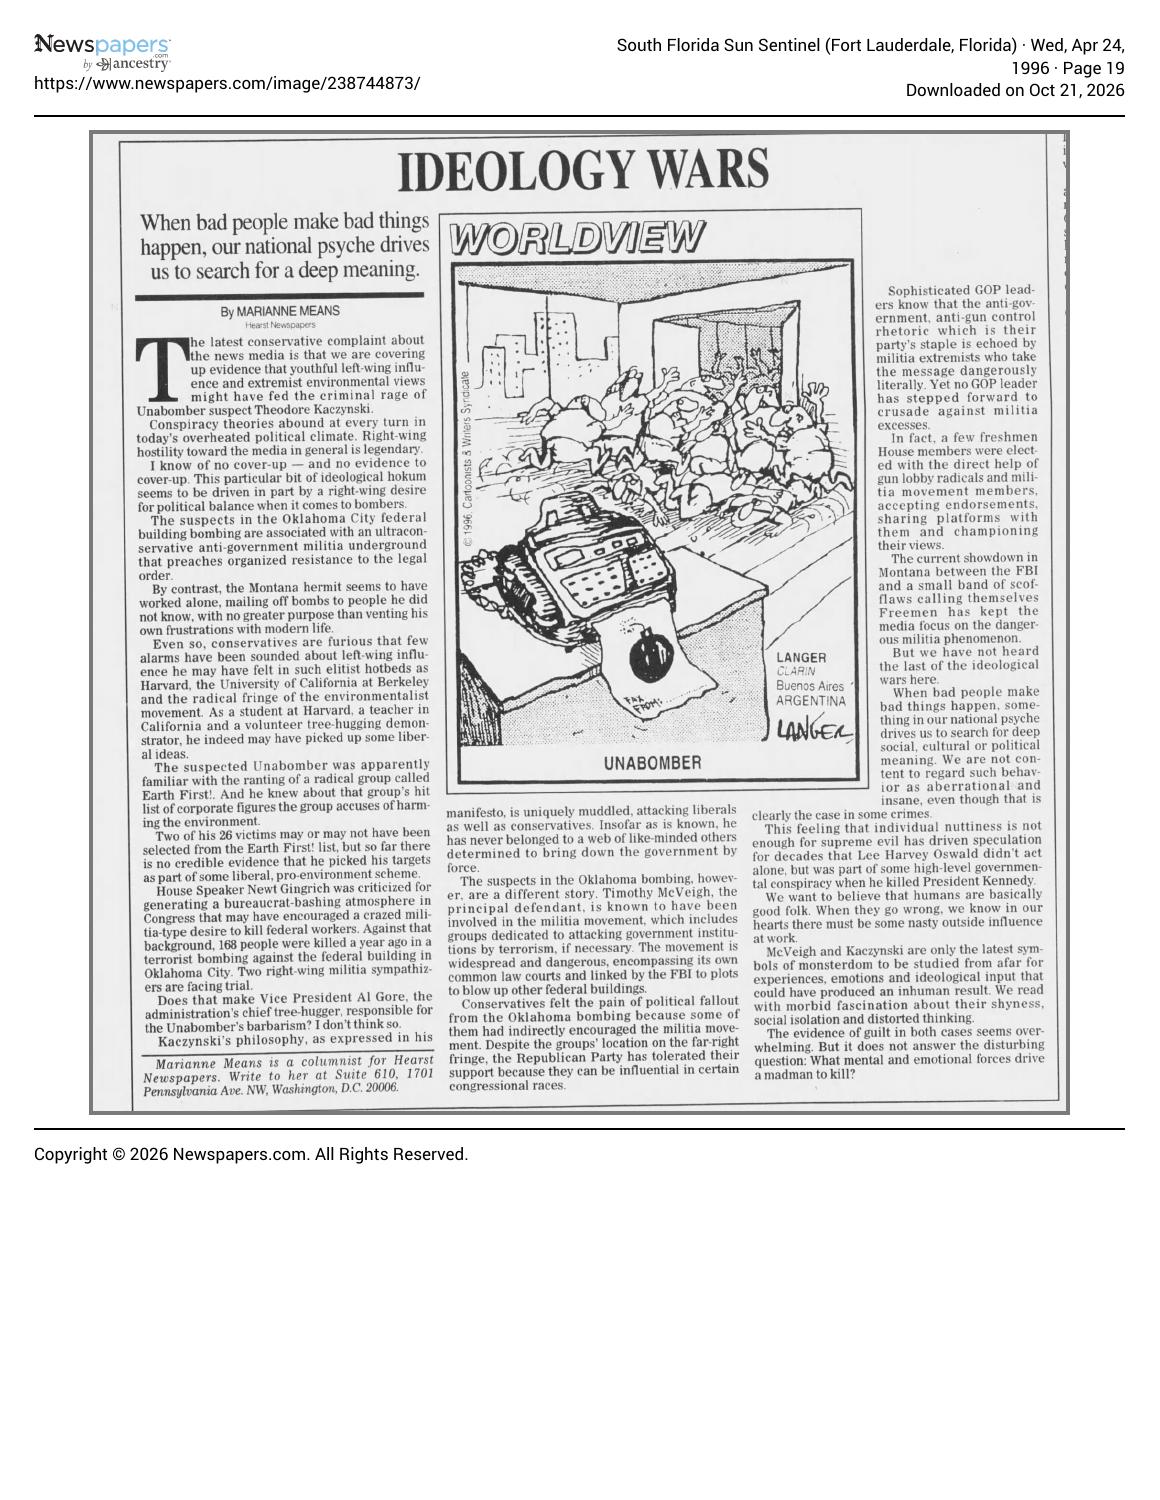 Newspapers
.com
by ancestry
https://www.newspapers.com/image/238744873/
South Florida Sun Sentinel (Fort Lauderdale, Florida) · Wed, Apr 24,
1996 · Page 19
Downloaded on Oct 21, 2026
IDEOLOGY WARS
When bad people make bad things
happen, our national psyche drives
us to search for a deep meaning.
By MARIANNE MEANS
Hearst Newspapers
The latest conservative complaint about
the news media is that we are covering
up evidence that youthful left-wing influ-
ence and extremist environmental views
might have fed the criminal rage of
Unabomber suspect Theodore Kaczynski.
Conspiracy theories abound at every turn in
today's overheated political climate. Right-wing
hostility toward the media in general is legendary.
I know of no cover-up — and no evidence to
cover-up. This particular bit of ideological hokum
seems to be driven in part by a right-wing desire
for political balance when it comes to bombers.
The suspects in the Oklahoma City federal
building bombing are associated with an ultracon-
servative anti-government militia underground
that preaches organized resistance to the legal
order.
By contrast, the Montana hermit seems to have
worked alone, mailing off bombs to people he did
not know, with no greater purpose than venting his
own frustrations with modern life.
Even so, conservatives are furious that few
alarms have been sounded about left-wing influ-
ence he may have felt in such elitist hotbeds as
Harvard, the University of California at Berkeley
and the radical fringe of the environmentalist
movement. As a student at Harvard, a teacher in
California and a volunteer tree-hugging demon-
strator, he indeed may have picked up some liber-
al ideas.
The suspected Unabomber was apparently
familiar with the ranting of a radical group called
Earth First!. And he knew about that group's hit
list of corporate figures the group accuses of harm-
ing the environment.
Two of his 26 victims may or may not have been
selected from the Earth First! list, but so far there
is no credible evidence that he picked his targets
as part of some liberal, pro-environment scheme.
House Speaker Newt Gingrich was criticized for
generating a bureaucrat-bashing atmosphere in
Congress that may have encouraged a crazed mili-
tia-type desire to kill federal workers. Against that
background, 168 people were killed a year ago in a
terrorist bombing against the federal building in
Oklahoma City. Two right-wing militia sympathiz-
ers are facing trial.
Does that make Vice President Al Gore, the
administration's chief tree-hugger, responsible for
the Unabomber's barbarism? I don't think so.
Kaczynski's philosophy, as expressed in his
Marianne Means is a columnist for Hearst
Newspapers. Write to her at Suite 610, 1701
Pennsylvania Ave. NW, Washington, D.C. 20006.
WORLDVIEW
© 1996 Cartoonists & Writers Syndicate
FAX
FROM:
LANGER
CLARIN
Buenos Aires
ARGENTINA
LANGER
UNABOMBER
manifesto, is uniquely muddled, attacking liberals
as well as conservatives. Insofar as is known, he
has never belonged to a web of like-minded others
determined to bring down the government by
force.
The suspects in the Oklahoma bombing, howev-
er, are a different story. Timothy McVeigh, the
principal defendant, is known to have been
involved in the militia movement, which includes
groups dedicated to attacking government institu-
tions by terrorism, if necessary. The movement is
widespread and dangerous, encompassing its own
common law courts and linked by the FBI to plots
to blow up other federal buildings.
Conservatives felt the pain of political fallout
from the Oklahoma bombing because some of
them had indirectly encouraged the militia move-
ment. Despite the groups' location on the far-right
fringe, the Republican Party has tolerated their
support because they can be influential in certain
congressional races.
Sophisticated GOP lead-
ers know that the anti-gov-
ernment, anti-gun control
rhetoric which is their
party's staple is echoed by
militia extremists who take
the message dangerously
literally. Yet no GOP leader
has stepped forward to
crusade against militia
excesses.
In fact, a few freshmen
House members were elect-
ed with the direct help of
gun lobby radicals and mili-
tia movement members,
accepting endorsements,
sharing platforms with
them and championing
their views.
The current showdown in
Montana between the FBI
and a small band of scof-
flaws calling themselves
Freemen has kept the
media focus on the danger-
ous militia phenomenon.
But we have not heard
the last of the ideological
wars here.
When bad people make
bad things happen, some-
thing in our national psyche
drives us to search for deep
social, cultural or political
meaning. We are not con-
tent to regard such behav-
ior as aberrational and
insane, even though that is
clearly the case in some crimes.
This feeling that individual nuttiness is not
enough for supreme evil has driven speculation
for decades that Lee Harvey Oswald didn't act
alone, but was part of some high-level governmen-
tal conspiracy when he killed President Kennedy.
We want to believe that humans are basically
good folk. When they go wrong, we know in our
hearts there must be some nasty outside influence
at work.
McVeigh and Kaczynski are only the latest sym-
bols of monsterdom to be studied from afar for
experiences, emotions and ideological input that
could have produced an inhuman result. We read
with morbid fascination about their shyness,
social isolation and distorted thinking.
The evidence of guilt in both cases seems over-
whelming. But it does not answer the disturbing
question: What mental and emotional forces drive
a madman to kill?
Copyright © 2026 Newspapers.com. All Rights Reserved.